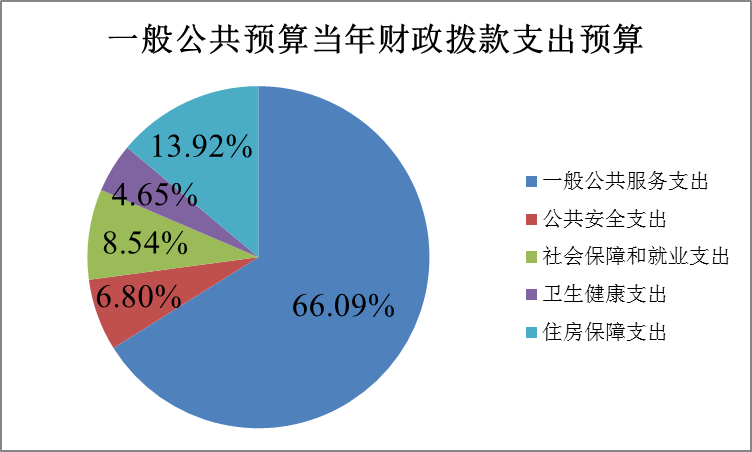 一般公共预算当年财政拨款支出预算
13.92%
4.65%
8.54%
6.80%
66.09%
一般公共服务支出
公共安全支出
社会保障和就业支出
卫生健康支出
住房保障支出